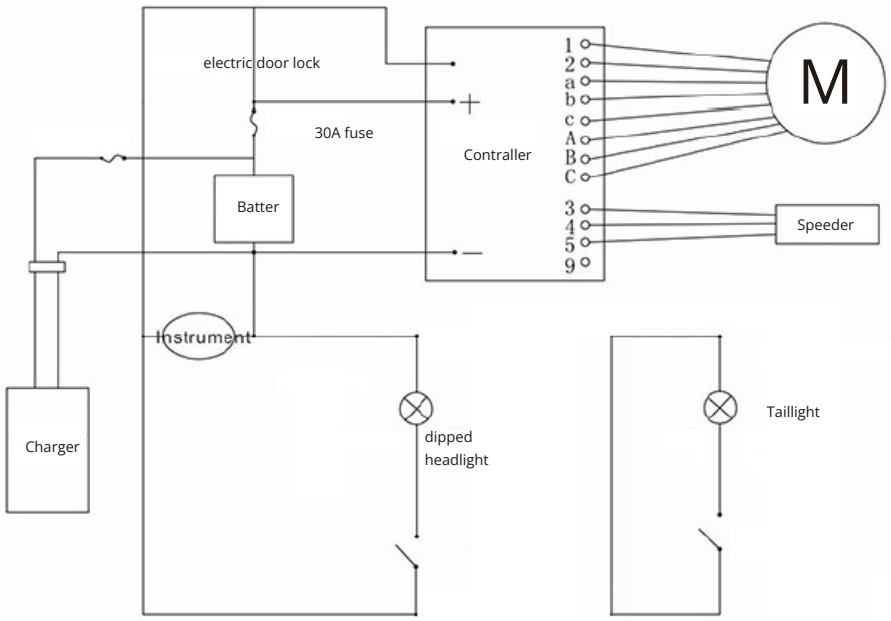 electric door lock
+
30A fuse
Contraller
1
2
a
b
c
A
B
C
M
Batter
3
4
5
9
Speeder
—
Instrument
Charger
dipped
headlight
Taillight